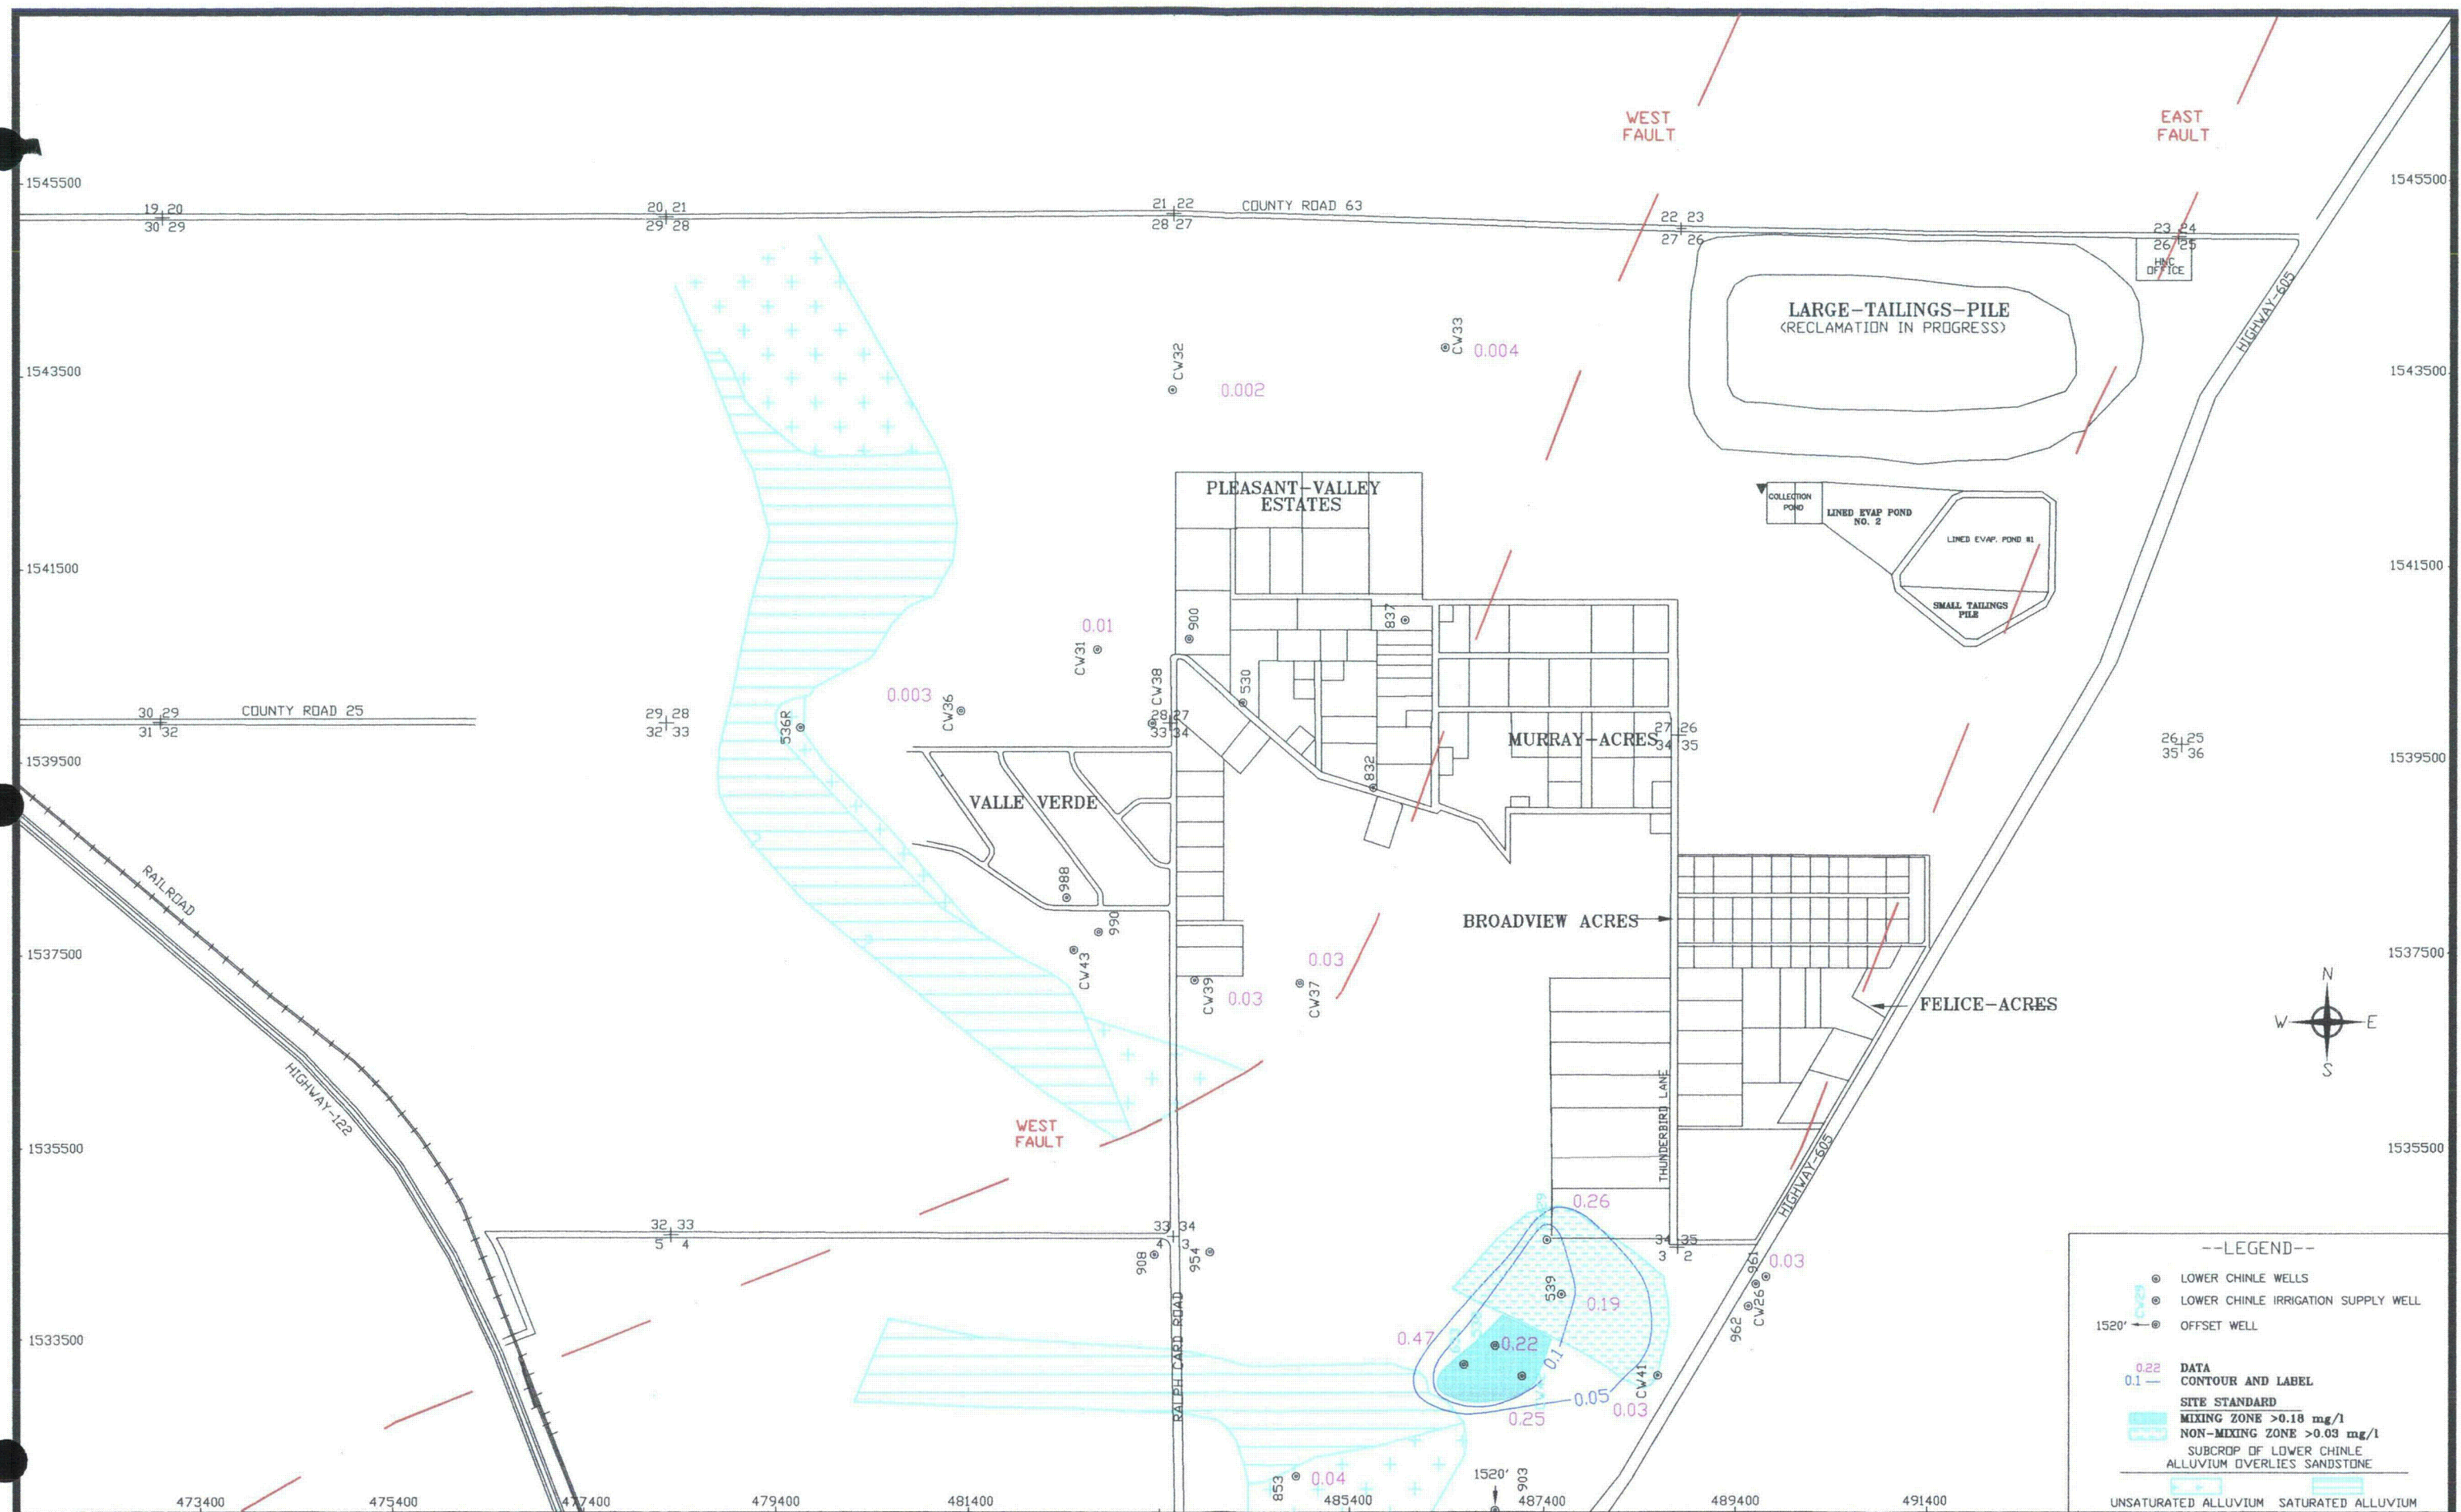 WEST
FAULT
EAST
FAULT
1545500
1545500
19 20
30 29
20 21
29 28
21 22
28 27
COUNTY ROAD 63
22 23
27 26
23 24
26 25
HMC
OFFICE
HIGHWAY-605
LARGE-TAILINGS-PILE
(RECLAMATION IN PROGRESS)
CW32
0.002
CW33
0.004
1543500
1543500
PLEASANT-VALLEY
ESTATES
COLLECTION
POND
LINED EVAP POND
NO. 2
LINED EVAP. POND #1
SMALL TAILINGS
PILE
1541500
1541500
0.01
CW31
900
837
530
CW38
0.003
CW36
536R
30 29
31 32
COUNTY ROAD 25
29 28
32 33
28 27
33 34
27 26
34 35
26 25
35 36
MURRAY-ACRES
832
1539500
1539500
VALLE VERDE
RAILROAD
988
990
CW43
BROADVIEW ACRES
1537500
1537500
CW39
0.03
0.03
CW37
FELICE-ACRES
N
W
E
S
HIGHWAY-122
WEST
FAULT
THUNDERBIRD LANE
HIGHWAY-605
1535500
1535500
32 33
5 4
33 34
4 3
34 35
3 2
908
954
0.26
539
0.19
961
0.03
CW26
962
0.47
0.22
0.1
0.05
0.25
0.03
CW41
RALPH CARD ROAD
1533500
853
0.04
1520'
903
473400
475400
477400
479400
481400
485400
487400
489400
491400
--LEGEND--
LOWER CHINLE WELLS
CW29
LOWER CHINLE IRRIGATION SUPPLY WELL
1520'
OFFSET WELL
0.22 DATA
0.1 CONTOUR AND LABEL
SITE STANDARD
MIXING ZONE >0.18 mg/l
NON-MIXING ZONE >0.03 mg/l
SUBCROP OF LOWER CHINLE
ALLUVIUM OVERLIES SANDSTONE
UNSATURATED ALLUVIUM SATURATED ALLUVIUM